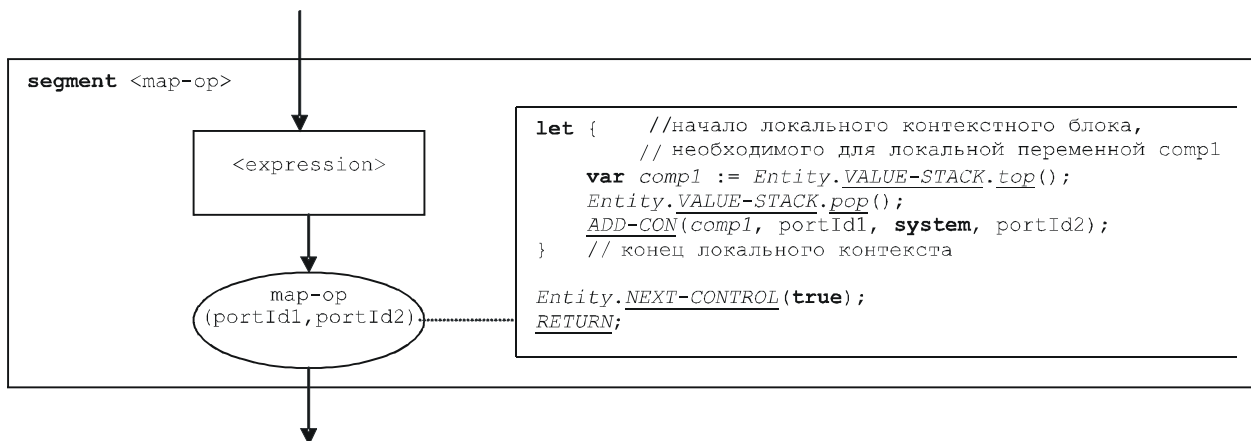 segment <map-op>
<expression>
map-op
(portId1,portId2)
let {     //начало локального контекстного блока,
// необходимого для локальной переменной comp1
var comp1 := Entity.VALUE-STACK.top();
Entity.VALUE-STACK.pop();
ADD-CON(comp1, portId1, system, portId2);
}   // конец локального контекста
Entity.NEXT-CONTROL(true);
RETURN;